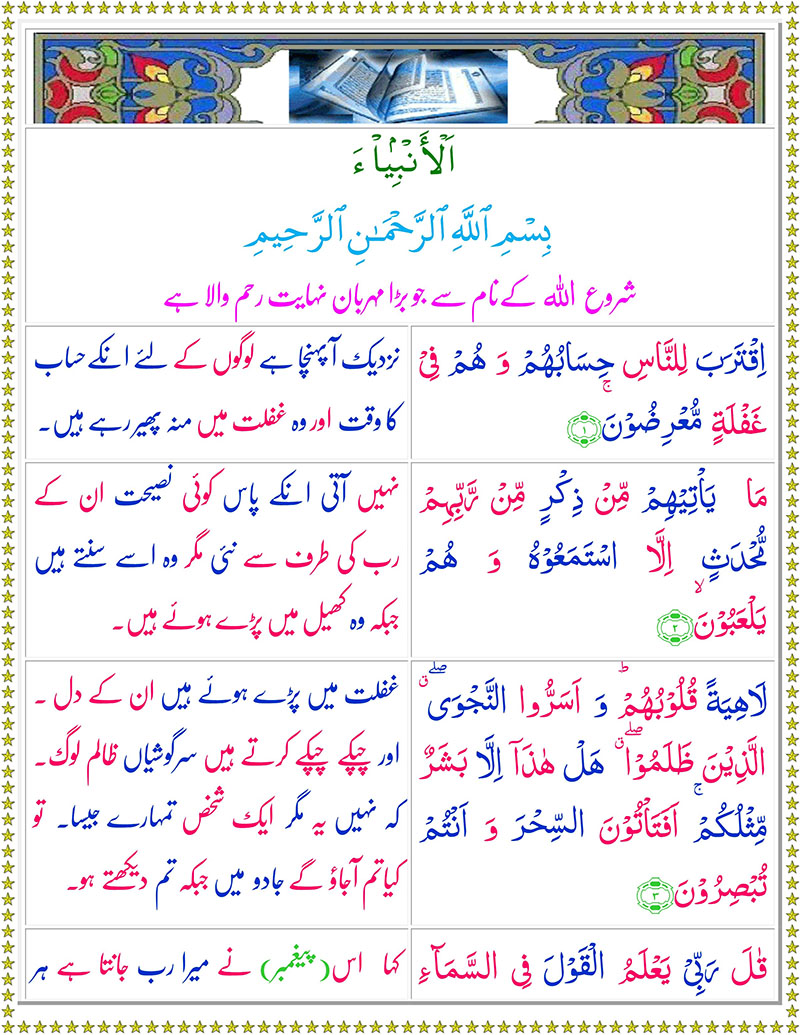 اَلْأَنْبِيَآء
بِسْمِ ٱللَّهِ ٱلرَّحْمَـٰنِ ٱلرَّحِيمِ
شروع اللہ کے نام سے جو بڑا مہربان نہایت رحم والا ہے
اِقْتَرَبَ لِلنَّاسِ حِسَابُهُمْ وَ هُمْ فِىْ
غَفْلَةٍ مُّعْرِضُوْنَ‌ۚ‏ ﴿۱﴾
نزدیک آ پہنچا ہے لوگوں کے لئے انکے حساب
کا وقت اور وہ غفلت میں منہ پھیر رہے ہیں۔
مَا يَاْتِيْهِمْ مِّنْ ذِكْرٍ مِّنْ رَّبِّهِمْ
مُّحْدَثٍ اِلَّا اسْتَمَعُوْهُ وَ هُمْ
يَلْعَبُوْنَۙ‏ ﴿۲﴾
نہیں آتی انکے پاس کوئی نصیحت ان کے
رب کی طرف سے نئی مگر وہ اسے سنتے ہیں
جبکہ وہ کھیل میں پڑے ہوئے ہیں۔
لَاهِيَةً قُلُوْبُهُمْ‌ؕ وَ اَسَرُّوا النَّجْوَى‌ۖ ۗ
الَّذِيْنَ ظَلَمُوْا‌ۖ ۗ هَلْ هٰذَاۤ اِلَّا بَشَرٌ
مِّثْلُكُمْ‌ۚ اَفَتَاْتُوْنَ السِّحْرَ وَ اَنْتُمْ
تُبْصِرُوْنَ‏ ﴿۳﴾
غفلت میں پڑے ہوئے ہیں ان کے دل ۔
اور چپکے چپکے کرتے ہیں سرگوشیاں ظالم لوگ۔
کہ نہیں یہ مگر ایک شخص تمہارے جیسا۔ تو
کیا تم آجاؤ گے جادو میں جبکہ تم دیکھتے ہو۔
قٰلَ رَبِّىْ يَعْلَمُ الْقَوْلَ فِى السَّمَآءِ
کہا اس(پیغمبر) نے میرا رب جانتا ہے ہر